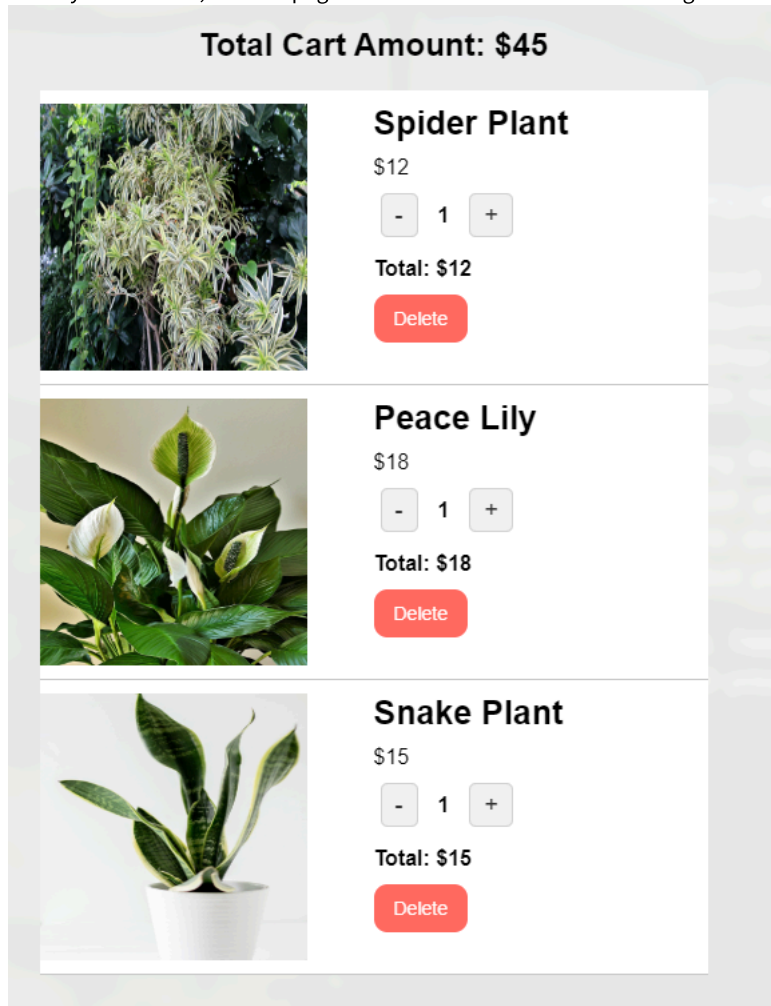 Total Cart Amount: $45
Spider Plant
$12
- 1 +
Total: $12
Delete
Peace Lily
$18
- 1 +
Total: $18
Delete
Snake Plant
$15
- 1 +
Total: $15
Delete